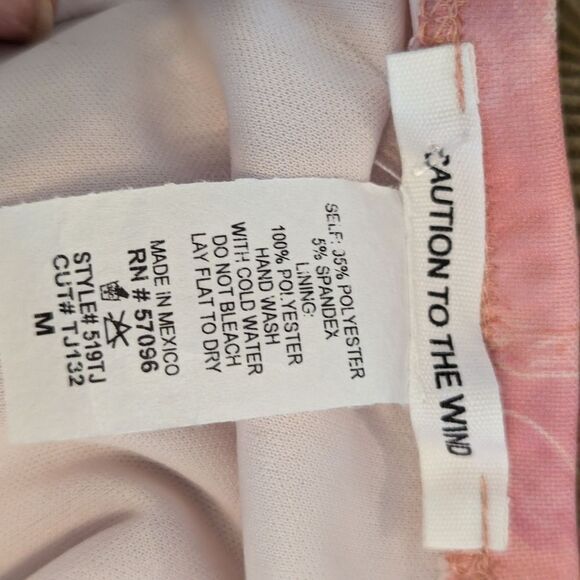 CAUTION TO THE WIND
SELF: 35% POLYESTER
5% SPANDEX
LINING:
100% POLYESTER
HAND WASH
WITH COLD WATER
DO NOT BLEACH
LAY FLAT TO DRY
MADE IN MEXICO
RN # 57096
STYLE# 519TJ
CUT# TJ132
M